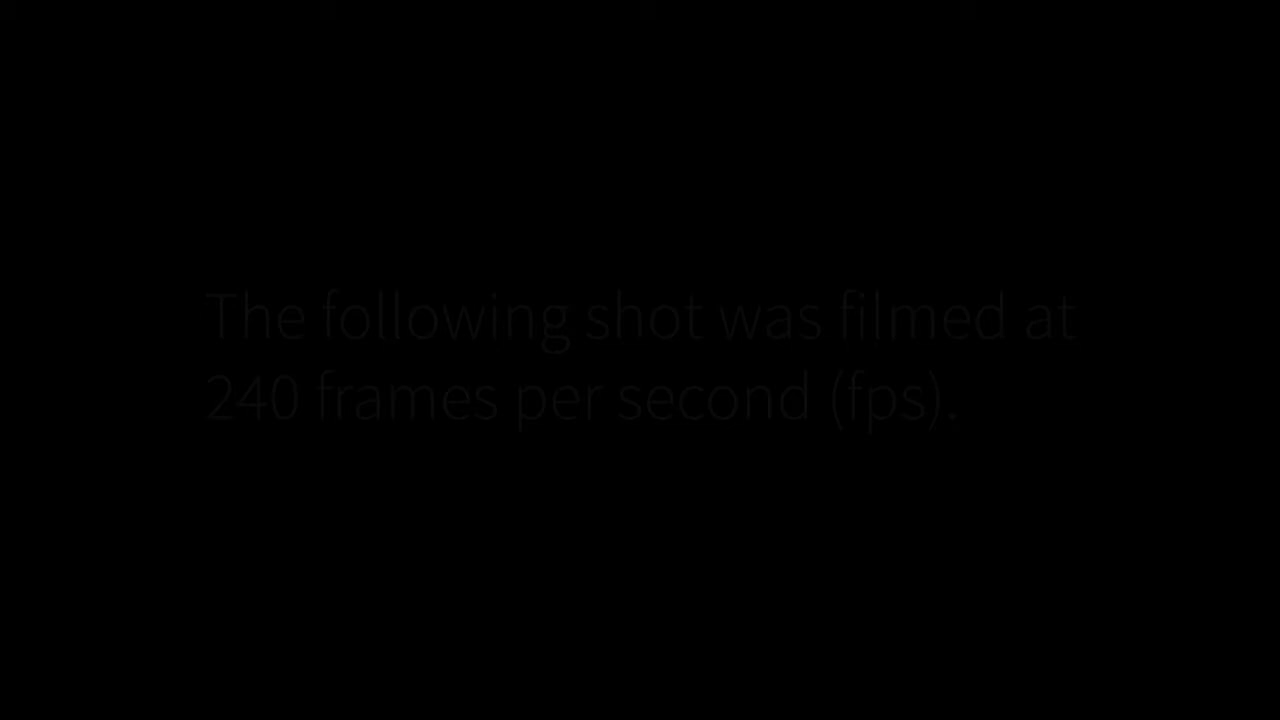 The following shot was filmed at
240 frames per second (fps).